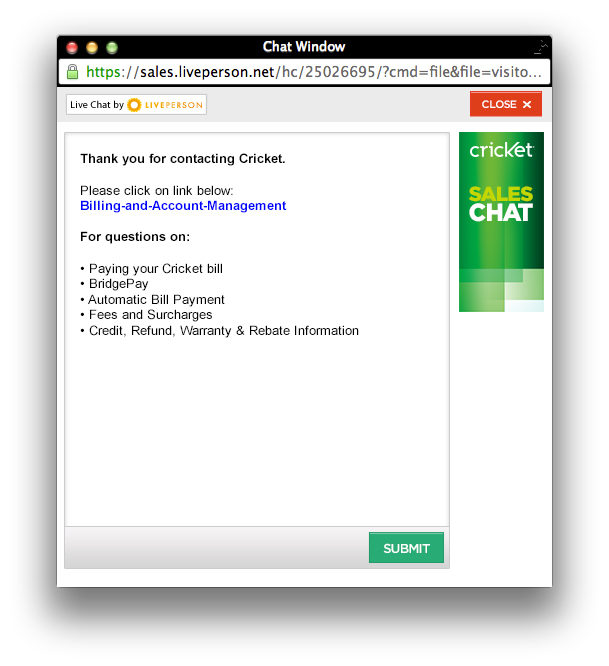 Chat Window
https://sales.liveperson.net/hc/25026695/?cmd=file&file=visito...
Live Chat by LIVEPERSON
CLOSE ×
Thank you for contacting Cricket.
Please click on link below:
Billing-and-Account-Management
For questions on:
• Paying your Cricket bill
• BridgePay
• Automatic Bill Payment
• Fees and Surcharges
• Credit, Refund, Warranty & Rebate Information
SUBMIT
cricket
SALES
CHAT